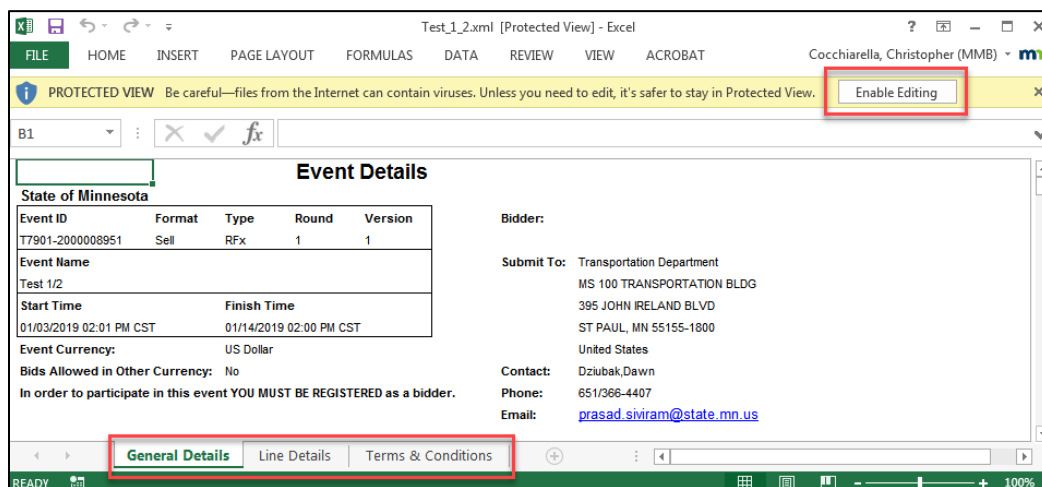 Test_1_2.xml [Protected View] - Excel
FILE HOME INSERT PAGE LAYOUT FORMULAS DATA REVIEW VIEW ACROBAT Cocchiarella, Christopher (MMB)
PROTECTED VIEW Be careful—files from the Internet can contain viruses. Unless you need to edit, it's safer to stay in Protected View. Enable Editing
B1 fx
Event Details
State of Minnesota
Event ID Format Type Round Version Bidder:
T7901-2000008951 Sell RFx 1 1
Event Name Submit To: Transportation Department
Test 1/2 MS 100 TRANSPORTATION BLDG
Start Time Finish Time 395 JOHN IRELAND BLVD
01/03/2019 02:01 PM CST 01/14/2019 02:00 PM CST ST PAUL, MN 55155-1800
Event Currency: US Dollar United States
Bids Allowed in Other Currency: No Contact: Dziubak,Dawn
In order to participate in this event YOU MUST BE REGISTERED as a bidder. Phone: 651/366-4407
Email: prasad.siviram@state.mn.us
General Details Line Details Terms & Conditions
READY 100%